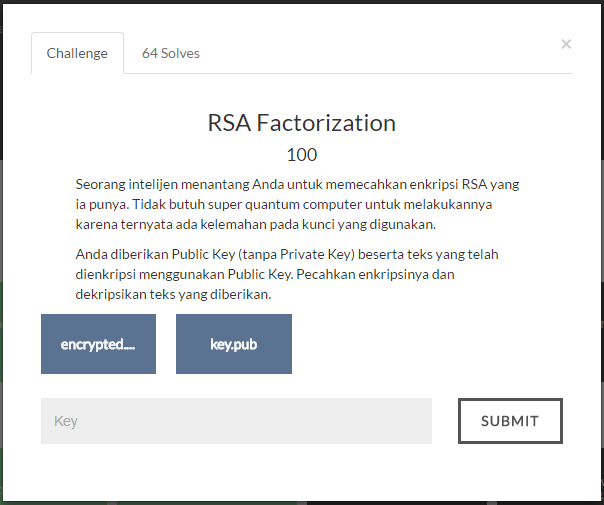 Challenge
64 Solves
×
RSA Factorization
100
Seorang intelijen menantang Anda untuk memecahkan enkripsi RSA yang
ia punya. Tidak butuh super quantum computer untuk melakukannya
karena ternyata ada kelemahan pada kunci yang digunakan.
Anda diberikan Public Key (tanpa Private Key) beserta teks yang telah
dienkripsi menggunakan Public Key. Pecahkan enkripsinya dan
dekripsikan teks yang diberikan.
encrypted....
key.pub
Key
SUBMIT